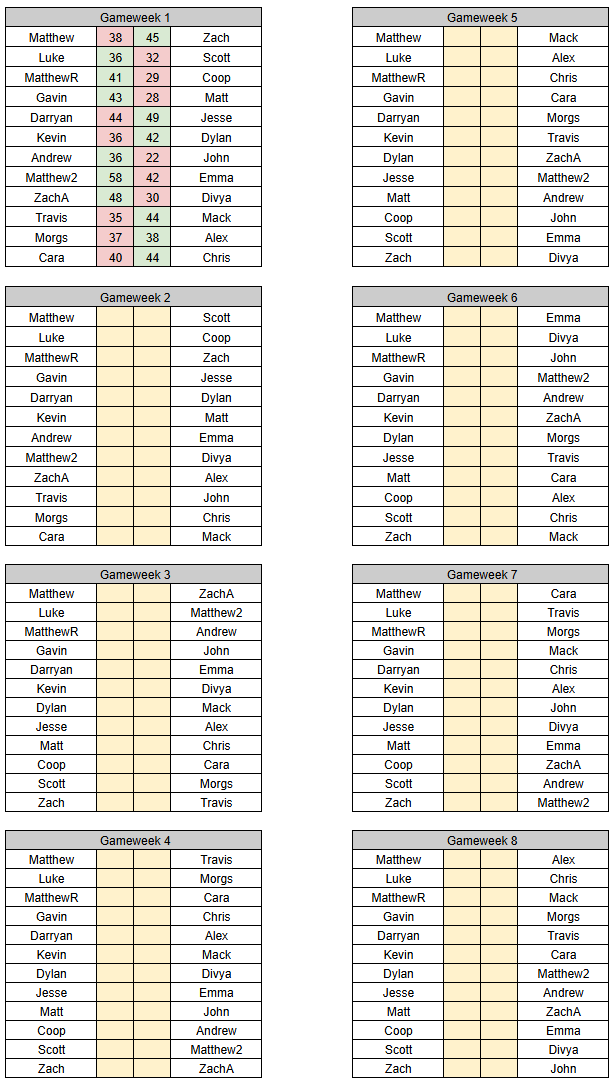 Gameweek 1
Matthew 38 45 Zach
Luke 36 32 Scott
MatthewR 41 29 Coop
Gavin 43 28 Matt
Darryan 44 49 Jesse
Kevin 36 42 Dylan
Andrew 36 22 John
Matthew2 58 42 Emma
ZachA 48 30 Divya
Travis 35 44 Mack
Morgs 37 38 Alex
Cara 40 44 Chris
Gameweek 2
Matthew Scott
Luke Coop
MatthewR Zach
Gavin Jesse
Darryan Dylan
Kevin Matt
Andrew Emma
Matthew2 Divya
ZachA Alex
Travis John
Morgs Chris
Cara Mack
Gameweek 3
Matthew ZachA
Luke Matthew2
MatthewR Andrew
Gavin John
Darryan Emma
Kevin Divya
Dylan Mack
Jesse Alex
Matt Chris
Coop Cara
Scott Morgs
Zach Travis
Gameweek 4
Matthew Travis
Luke Morgs
MatthewR Cara
Gavin Chris
Darryan Alex
Kevin Mack
Dylan Divya
Jesse Emma
Matt John
Coop Andrew
Scott Matthew2
Zach ZachA
Gameweek 5
Matthew Mack
Luke Alex
MatthewR Chris
Gavin Cara
Darryan Morgs
Kevin Travis
Dylan ZachA
Jesse Matthew2
Matt Andrew
Coop John
Scott Emma
Zach Divya
Gameweek 6
Matthew Emma
Luke Divya
MatthewR John
Gavin Matthew2
Darryan Andrew
Kevin ZachA
Dylan Morgs
Jesse Travis
Matt Cara
Coop Alex
Scott Chris
Zach Mack
Gameweek 7
Matthew Cara
Luke Travis
MatthewR Morgs
Gavin Mack
Darryan Chris
Kevin Alex
Dylan John
Jesse Divya
Matt Emma
Coop ZachA
Scott Andrew
Zach Matthew2
Gameweek 8
Matthew Alex
Luke Chris
MatthewR Mack
Gavin Morgs
Darryan Travis
Kevin Cara
Dylan Matthew2
Jesse Andrew
Matt ZachA
Coop Emma
Scott Divya
Zach John